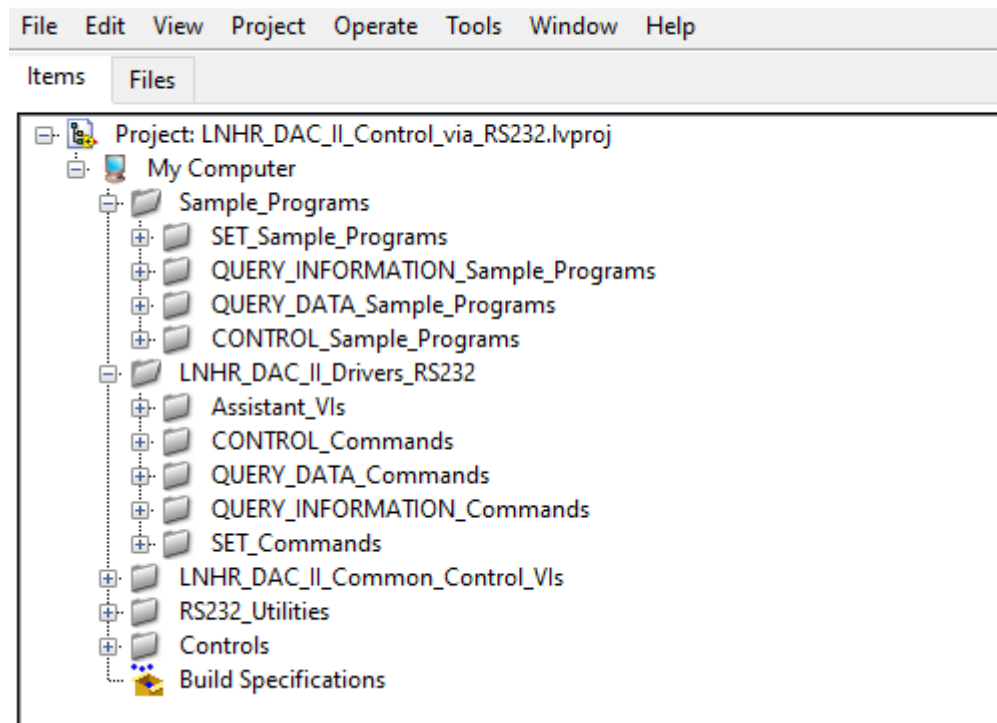 File Edit View Project Operate Tools Window Help
Items Files
Project: LNHR_DAC_II_Control_via_RS232.lvproj
My Computer
Sample_Programs
SET_Sample_Programs
QUERY_INFORMATION_Sample_Programs
QUERY_DATA_Sample_Programs
CONTROL_Sample_Programs
LNHR_DAC_II_Drivers_RS232
Assistant_VIs
CONTROL_Commands
QUERY_DATA_Commands
QUERY_INFORMATION_Commands
SET_Commands
LNHR_DAC_II_Common_Control_VIs
RS232_Utilities
Controls
Build Specifications